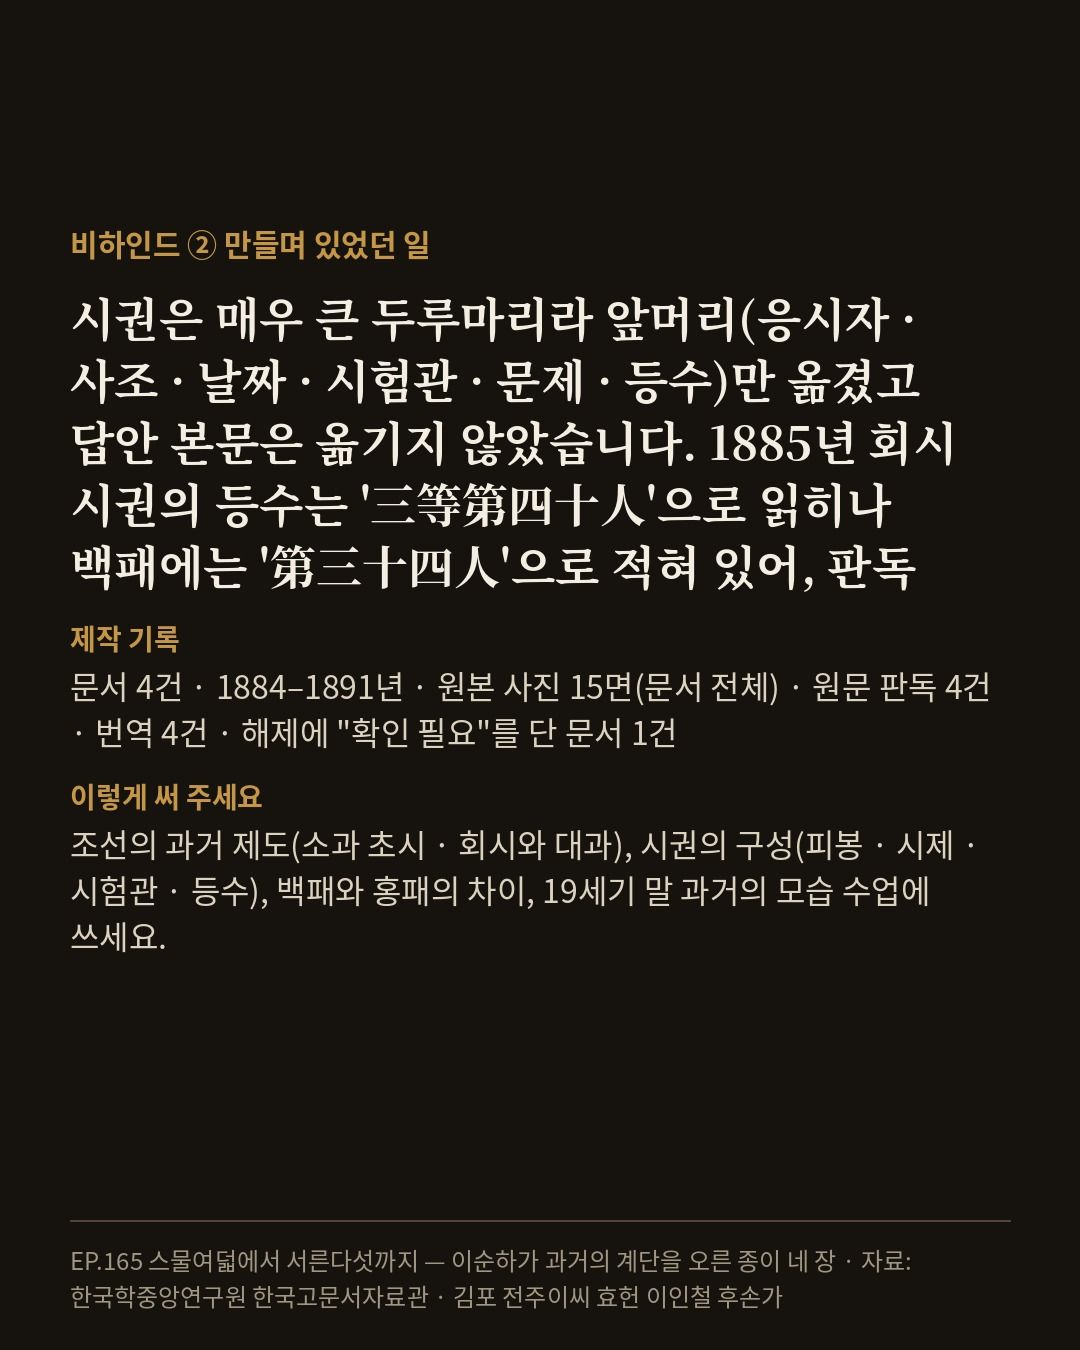 비하인드 ② 만들며 있었던 일
시권은 매우 큰 두루마리라 앞머리(응시자 ·
사조 · 날짜 · 시험관 · 문제 · 등수)만 옮겼고
답안 본문은 옮기지 않았습니다. 1885년 회시
시권의 등수는 '三等第四十人'으로 읽히나
백패에는 '第三十四人'으로 적혀 있어, 판독
제작 기록
문서 4건 · 1884–1891년 · 원본 사진 15면(문서 전체) · 원문 판독 4건
· 번역 4건 · 해제에 "확인 필요"를 단 문서 1건
이렇게 써 주세요
조선의 과거 제도(소과 초시 · 회시와 대과), 시권의 구성(피봉 · 시제 ·
시험관 · 등수), 백패와 홍패의 차이, 19세기 말 과거의 모습 수업에
쓰세요.
EP.165 스물여덟에서 서른다섯까지 — 이순하가 과거의 계단을 오른 종이 네 장 · 자료:
한국학중앙연구원 한국고문서자료관 · 김포 전주이씨 효헌 이인철 후손가